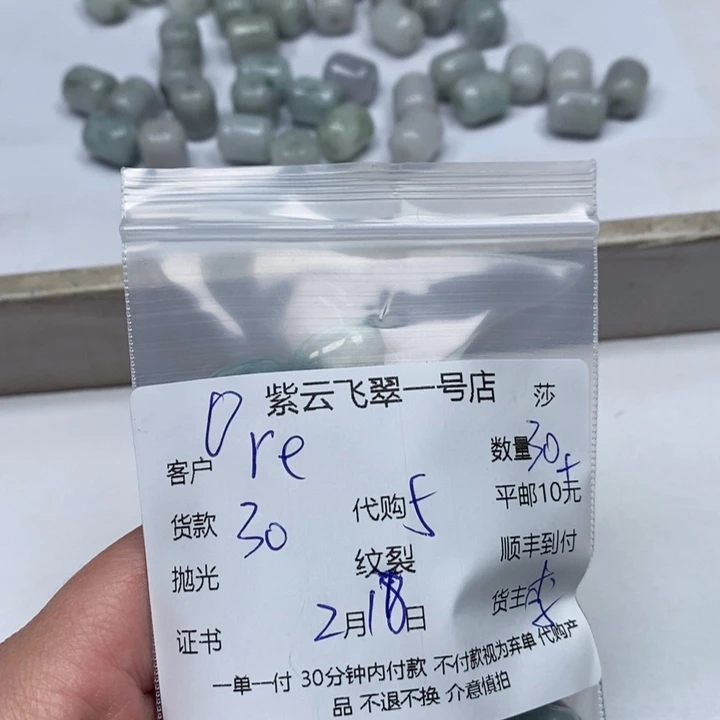 紫云飞翠一号店 莎
客户 Ore 数量30
货款 30 代购5 平邮10元
抛光 纹裂 顺丰到付
证书 2月18日 货主
一单一付 30分钟内付款 不付款视为弃单 代购产
品 不退不换 介意慎拍